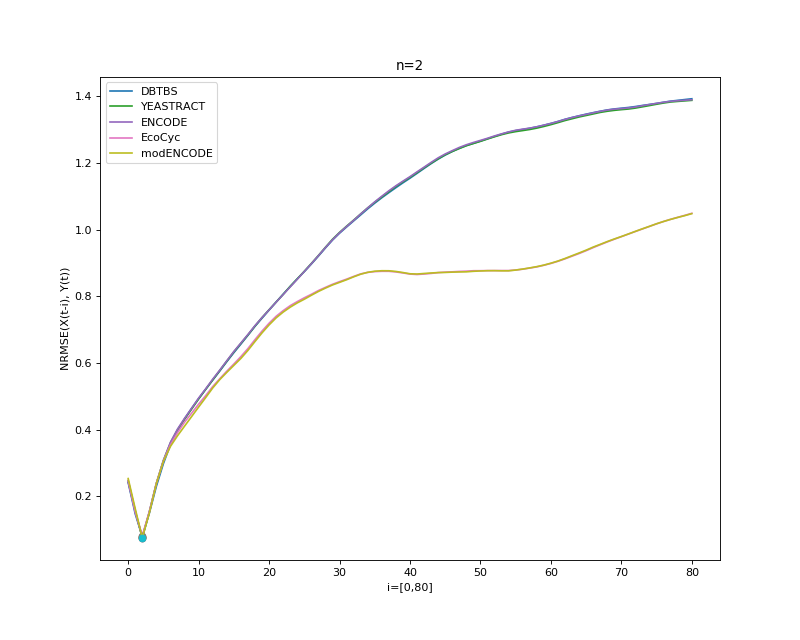 n=2
DBTBS
YEASTRACT
ENCODE
EcoCyc
modENCODE
NRMSE(X(t-i), Y(t))
1.4
1.2
1.0
0.8
0.6
0.4
0.2
0 10 20 30 40 50 60 70 80
i=[0,80]